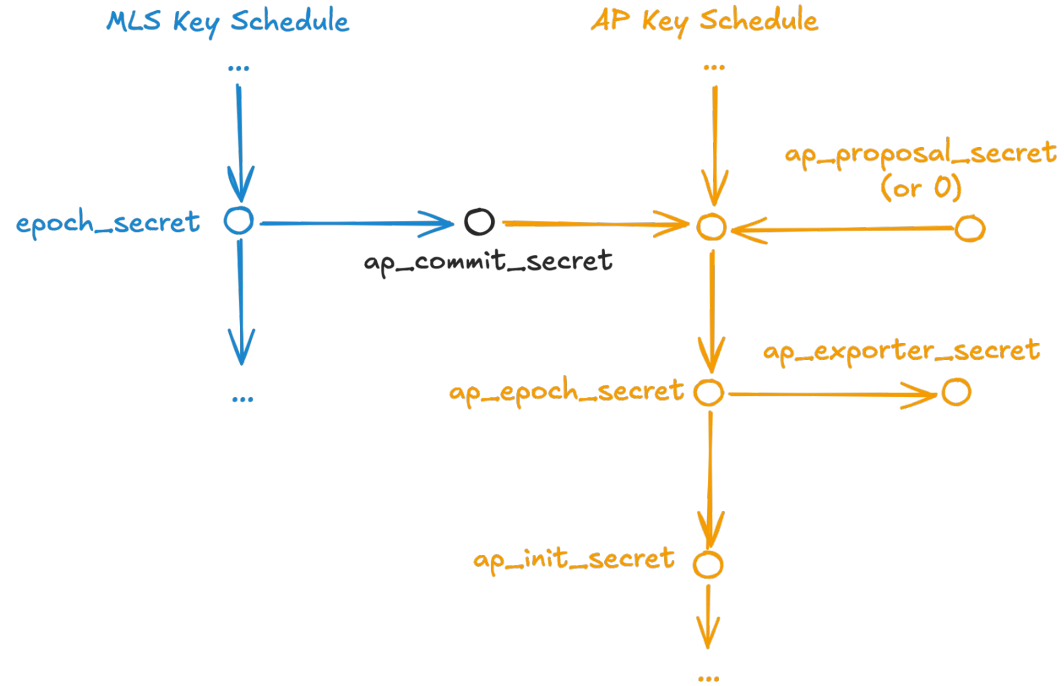 MLS Key Schedule
AP Key Schedule
...
...
ap_proposal_secret
(or 0)
epoch_secret
ap_commit_secret
ap_exporter_secret
ap_epoch_secret
...
ap_init_secret
...